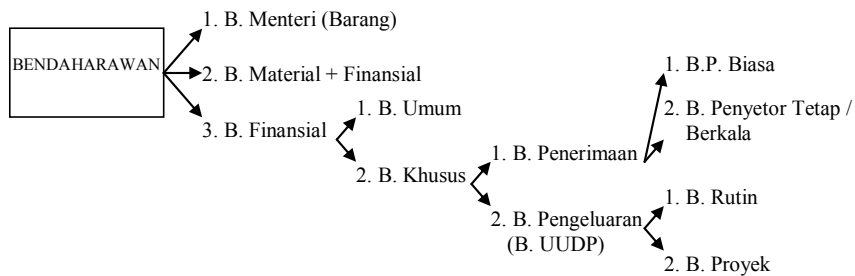 BENDAHARAWAN
1. B. Menteri (Barang)
2. B. Material + Finansial
3. B. Finansial
1. B. Umum
2. B. Khusus
1. B. Penerimaan
2. B. Pengeluaran
(B. UUDP)
1. B.P. Biasa
2. B. Penyetor Tetap /
Berkala
1. B. Rutin
2. B. Proyek